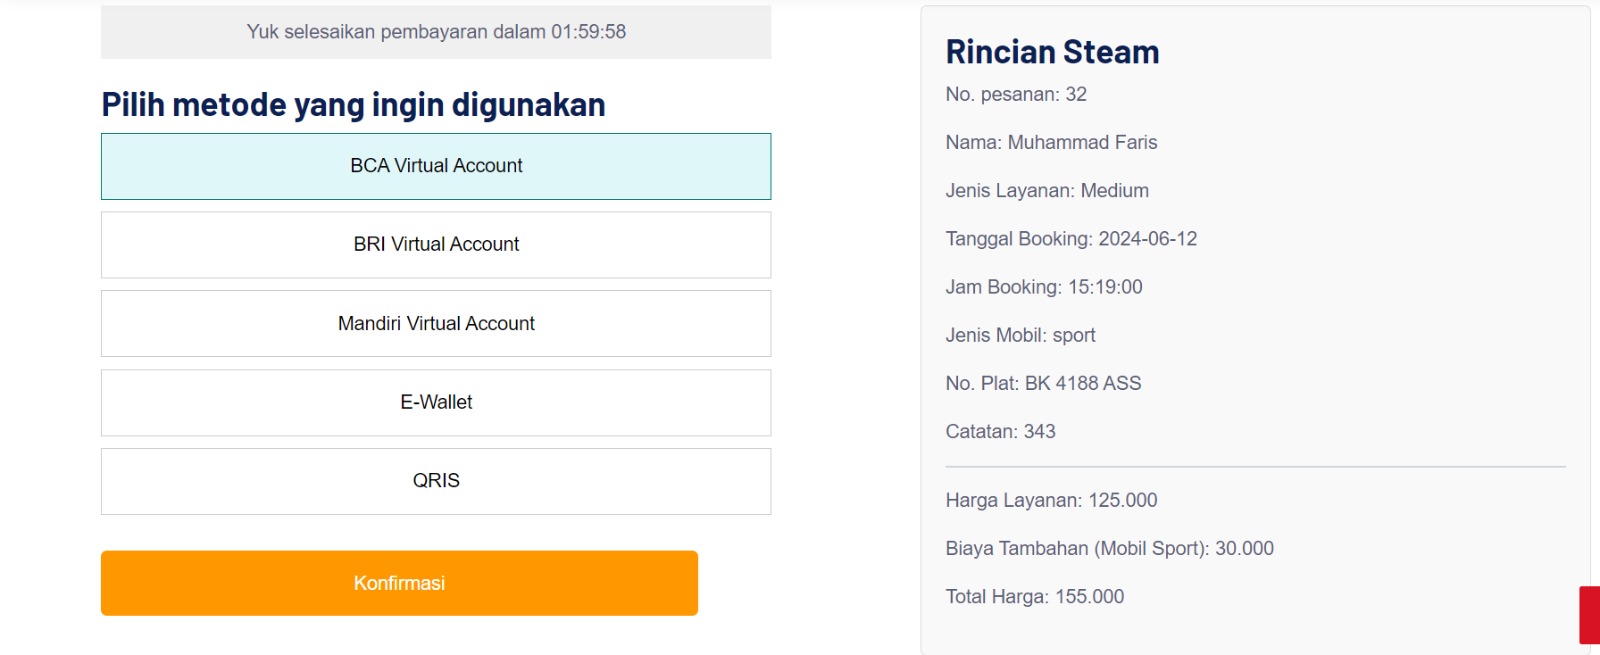 Yuk selesaikan pembayaran dalam 01:59:58
Pilih metode yang ingin digunakan
BCA Virtual Account
BRI Virtual Account
Mandiri Virtual Account
E-Wallet
QRIS
Konfirmasi
Rincian Steam
No. pesanan: 32
Nama: Muhammad Faris
Jenis Layanan: Medium
Tanggal Booking: 2024-06-12
Jam Booking: 15:19:00
Jenis Mobil: sport
No. Plat: BK 4188 ASS
Catatan: 343
Harga Layanan: 125.000
Biaya Tambahan (Mobil Sport): 30.000
Total Harga: 155.000